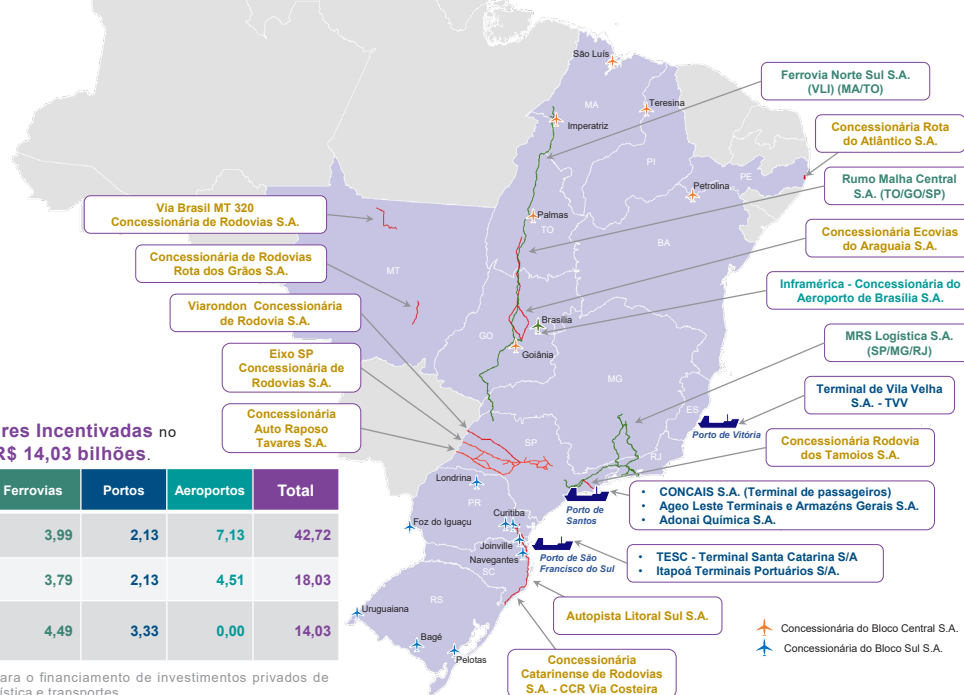 São Luís
MA
Teresina
Imperatriz
PI
PE
Petrolina
Palmas
TO
BA
MT
Brasília
GO
Goiânia
MG
ES
SP
RJ
Londrina
PR
Foz do Iguaçu
Curitiba
Joinville
Navegantes
SC
RS
Uruguaiana
Bagé
Pelotas
Porto de Vitória
Porto de
Santos
Porto de São
Francisco do Sul
Ferrovia Norte Sul S.A.
(VLI) (MA/TO)
Concessionária Rota
do Atlântico S.A.
Rumo Malha Central
S.A. (TO/GO/SP)
Concessionária Ecovias
do Araguaia S.A.
Inframérica - Concessionária do
Aeroporto de Brasília S.A.
MRS Logística S.A.
(SP/MG/RJ)
Terminal de Vila Velha
S.A. - TVV
Concessionária Rodovia
dos Tamoios S.A.
• CONCAIS S.A. (Terminal de passageiros)
• Ageo Leste Terminais e Armazéns Gerais S.A.
• Adonai Química S.A.
• TESC - Terminal Santa Catarina S/A
• Itapoá Terminais Portuários S/A.
Autopista Litoral Sul S.A.
Concessionária
Catarinense de Rodovias
S.A. - CCR Via Costeira
Via Brasil MT 320
Concessionária de Rodovias S.A.
Concessionária de Rodovias
Rota dos Grãos S.A.
Viarondon Concessionária
de Rodovia S.A.
Eixo SP
Concessionária de
Rodovias S.A.
Concessionária
Auto Raposo
Tavares S.A.
Concessionária do Bloco Central S.A.
Concessionária do Bloco Sul S.A.
res Incentivadas no
R$ 14,03 bilhões.
Ferrovias Portos Aeroportos Total
3,99 2,13 7,13 42,72
3,79 2,13 4,51 18,03
4,49 3,33 0,00 14,03
ara o financiamento de investimentos privados de
ística e transportes